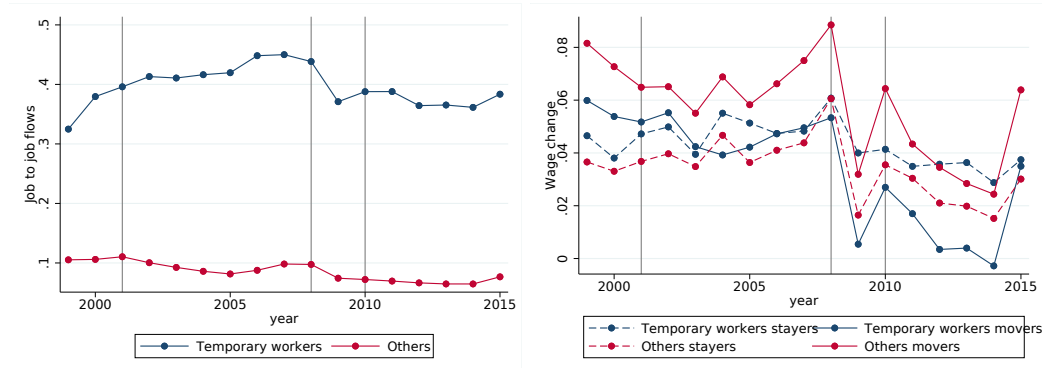 Job to job flows
.5
.4
.3
.2
.1
2000
2005
2010
2015
year
Temporary workers
Others
Wage change
.08
.06
.04
.02
0
2000
2005
2010
2015
year
Temporary workers stayers
Temporary workers movers
Others stayers
Others movers